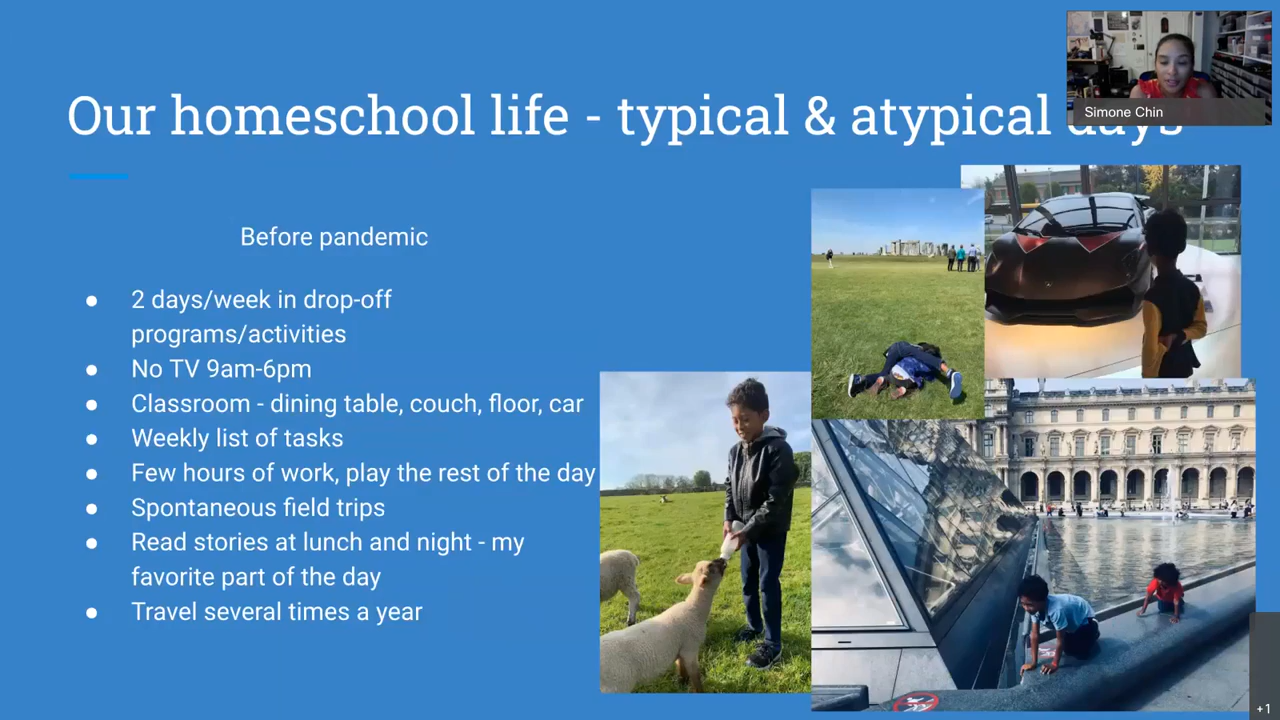 Our homeschool life - typical & atypical days
Simone Chin
Before pandemic
● 2 days/week in drop-off
programs/activities
● No TV 9am-6pm
● Classroom - dining table, couch, floor, car
● Weekly list of tasks
● Few hours of work, play the rest of the day
● Spontaneous field trips
● Read stories at lunch and night - my
favorite part of the day
● Travel several times a year
+1